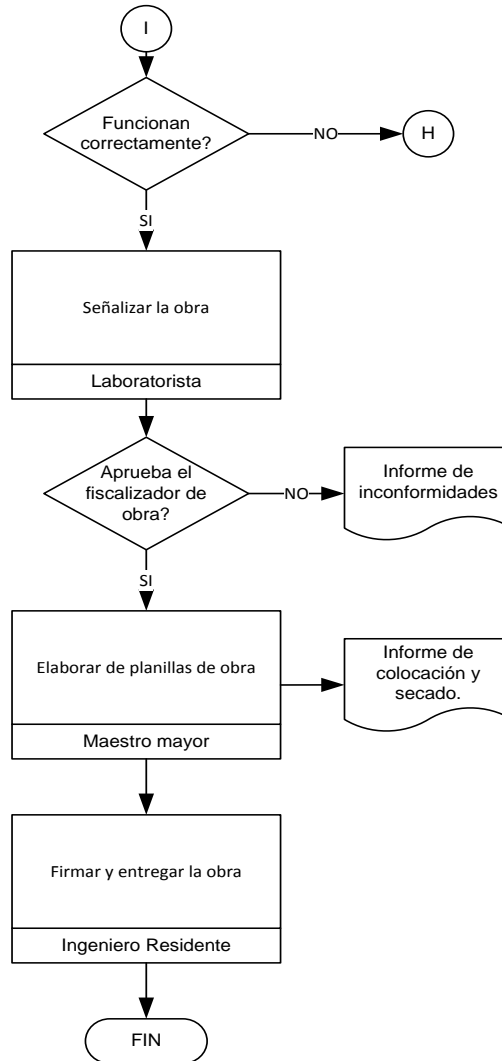 I
Funcionan
correctamente?
NO
H
SI
Señalizar la obra
Laboratorista
Aprueba el
fiscalizador de
obra?
NO
Informe de
inconformidades
SI
Elaborar de planillas de obra
Maestro mayor
Informe de
colocación y
secado.
Firmar y entregar la obra
Ingeniero Residente
FIN